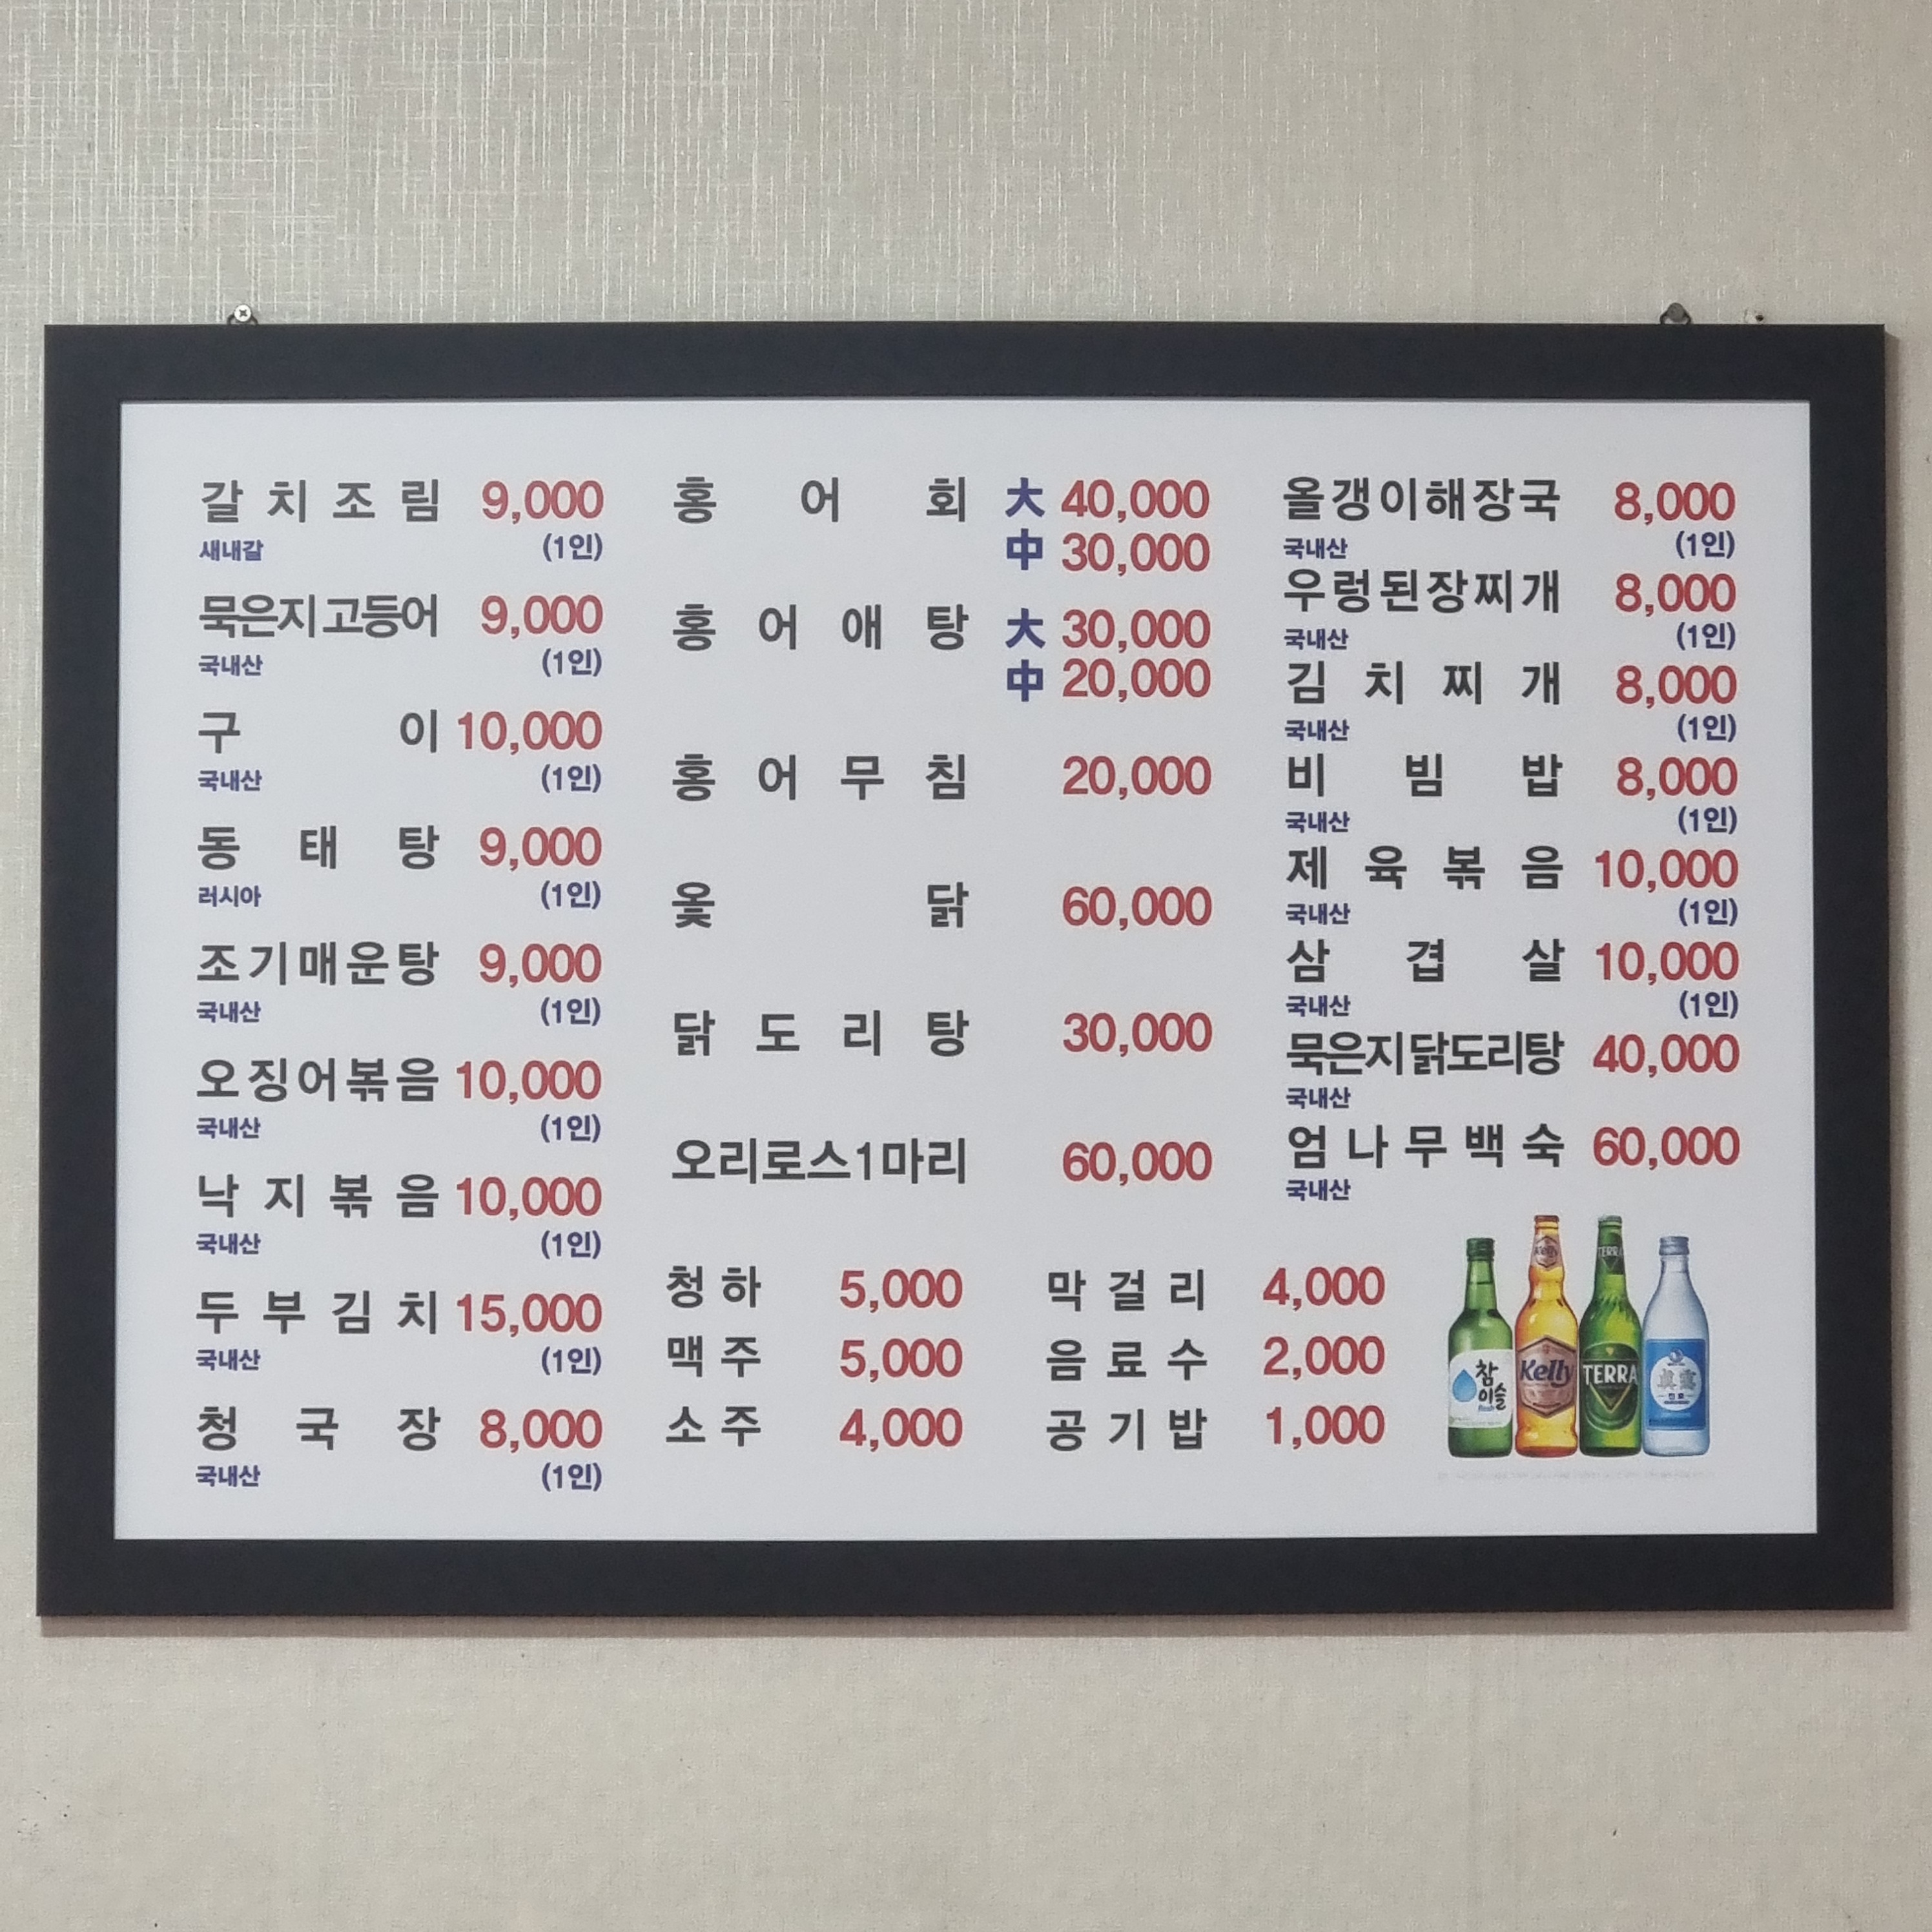 갈치조림 9,000
새내갈 (1인)
묵은지고등어 9,000
국내산 (1인)
구이 10,000
국내산 (1인)
동태탕 9,000
러시아 (1인)
조기매운탕 9,000
국내산 (1인)
오징어볶음 10,000
국내산 (1인)
낙지볶음 10,000
국내산 (1인)
두부김치 15,000
국내산 (1인)
청국장 8,000
국내산 (1인)
홍어회 大 40,000
中 30,000
홍어애탕 大 30,000
中 20,000
홍어무침 20,000
옻닭 60,000
닭도리탕 30,000
오리로스1마리 60,000
올갱이해장국 8,000
국내산 (1인)
우렁된장찌개 8,000
국내산 (1인)
김치찌개 8,000
국내산 (1인)
비빔밥 8,000
국내산 (1인)
제육볶음 10,000
국내산 (1인)
삼겹살 10,000
국내산 (1인)
묵은지닭도리탕 40,000
국내산
엄나무백숙 60,000
국내산
청하 5,000
맥주 5,000
소주 4,000
막걸리 4,000
음료수 2,000
공기밥 1,000
참
이슬
fresh
Kelly
Kelly
TERRA
TERRA
眞露